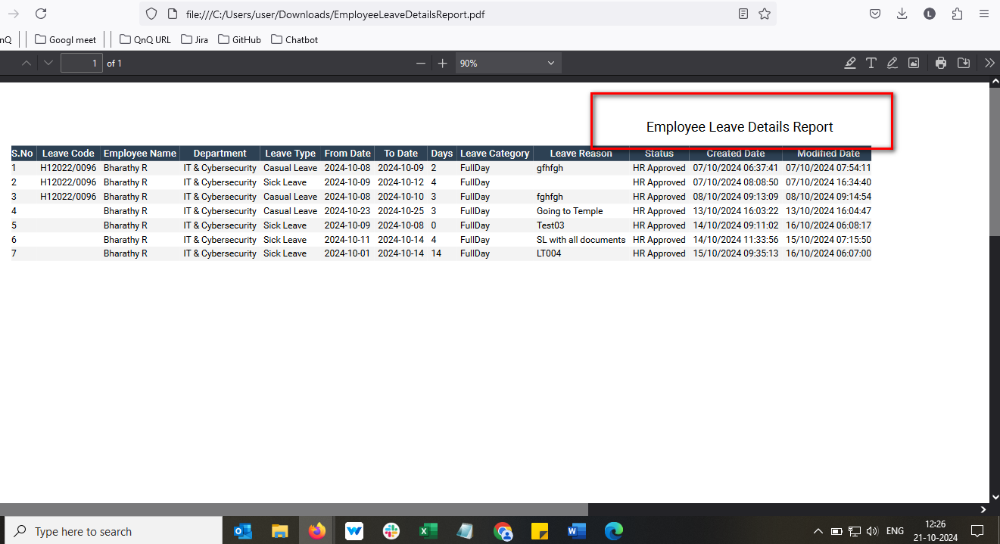 file:///C:/Users/user/Downloads/EmployeeLeaveDetailsReport.pdf
L
nQ Googl meet QnQ URL Jira GitHub Chatbot
1 of 1 90%
Employee Leave Details Report
S.No Leave Code Employee Name Department Leave Type From Date To Date Days Leave Category Leave Reason Status Created Date Modified Date
1 H12022/0096 Bharathy R IT & Cybersecurity Casual Leave 2024-10-08 2024-10-09 2 FullDay gfhfgh HR Approved 07/10/2024 06:37:41 07/10/2024 07:54:11
2 H12022/0096 Bharathy R IT & Cybersecurity Sick Leave 2024-10-09 2024-10-12 4 FullDay HR Approved 07/10/2024 08:08:50 07/10/2024 16:34:40
3 H12022/0096 Bharathy R IT & Cybersecurity Casual Leave 2024-10-08 2024-10-10 3 FullDay fghfgh HR Approved 08/10/2024 09:13:09 08/10/2024 09:14:54
4 Bharathy R IT & Cybersecurity Casual Leave 2024-10-23 2024-10-25 3 FullDay Going to Temple HR Approved 13/10/2024 16:03:22 13/10/2024 16:04:47
5 Bharathy R IT & Cybersecurity Sick Leave 2024-10-09 2024-10-08 0 FullDay Test03 HR Approved 14/10/2024 09:11:02 16/10/2024 06:08:17
6 Bharathy R IT & Cybersecurity Sick Leave 2024-10-11 2024-10-14 4 FullDay SL with all documents HR Approved 14/10/2024 11:33:56 15/10/2024 07:15:50
7 Bharathy R IT & Cybersecurity Sick Leave 2024-10-01 2024-10-14 14 FullDay LT004 HR Approved 15/10/2024 09:35:13 16/10/2024 06:07:00
Type here to search
ENG
12:26
21-10-2024